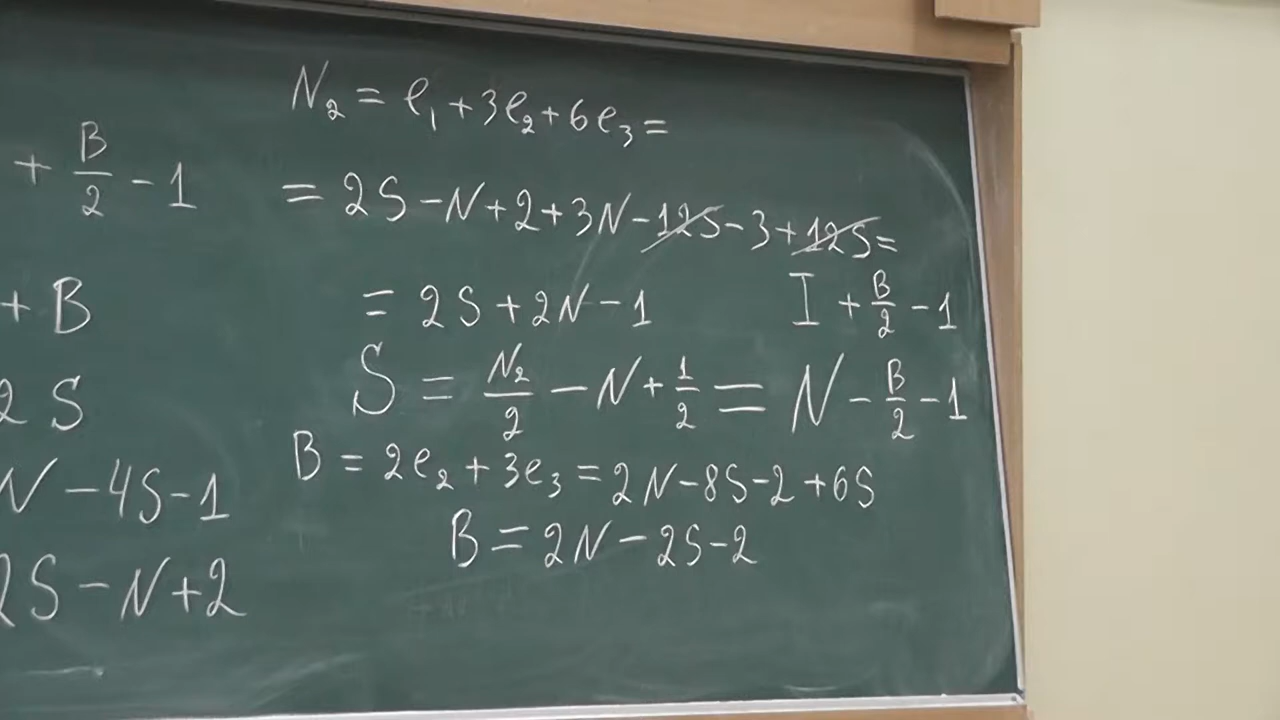 + B/2 - 1
+ B
2S
N - 4S - 1
2S - N + 2
N₂ = e₁ + 3e₂ + 6e₃ =
= 2S - N + 2 + 3N - 12S - 3 + 12S =
= 2S + 2N - 1
I + B/2 - 1
S = N₂/2 - N + 1/2 = N - B/2 - 1
B = 2e₂ + 3e₃ = 2N - 8S - 2 + 6S
B = 2N - 2S - 2